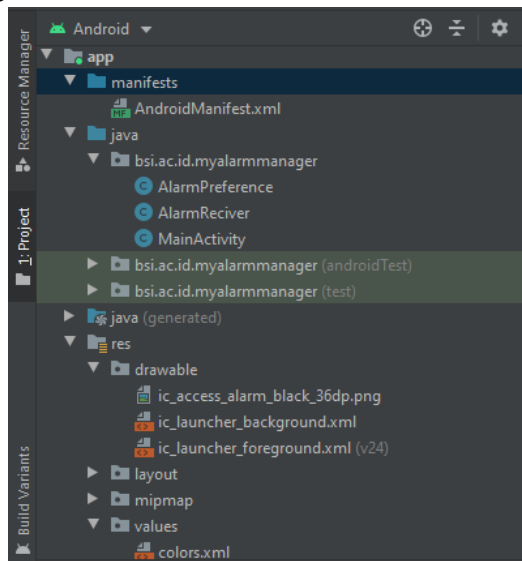 Android
app
manifests
AndroidManifest.xml
java
bsi.ac.id.myalarmmanager
AlarmPreference
AlarmReciver
MainActivity
bsi.ac.id.myalarmmanager (androidTest)
bsi.ac.id.myalarmmanager (test)
java (generated)
res
drawable
ic_access_alarm_black_36dp.png
ic_launcher_background.xml
ic_launcher_foreground.xml (v24)
layout
mipmap
values
colors.xml
Resource Manager
1: Project
Build Variants
MF